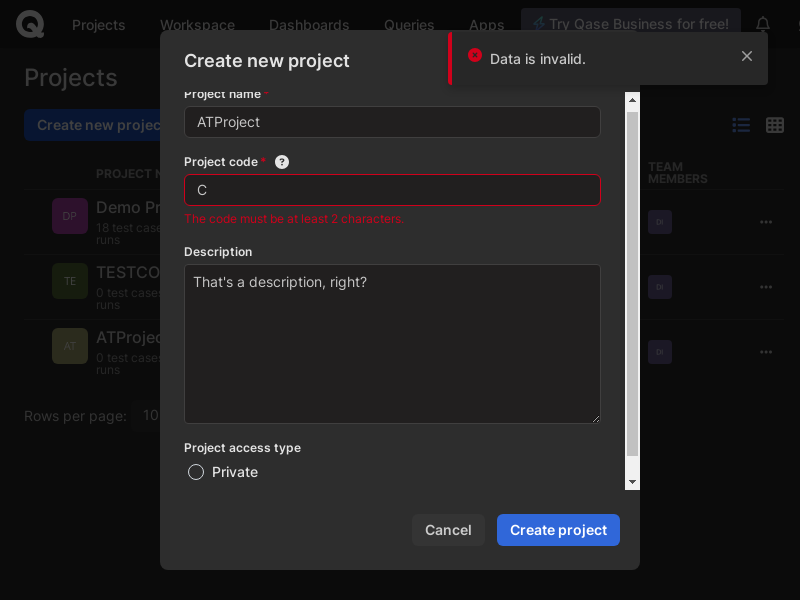 Projects Workspace Dashboards Queries Apps Try Qase Business for free!
Projects
Create new project
Data is invalid.
Create new projec
Project name *
ATProject
Project code * ?
C
The code must be at least 2 characters.
Description
That's a description, right?
Project access type
Private
Cancel
Create project
PROJECT N
TEAM
MEMBERS
DP
Demo Pr
18 test case
runs
DI
TE
TESTCO
0 test cases
runs
DI
AT
ATProjec
0 test cases
runs
DI
Rows per page: 10